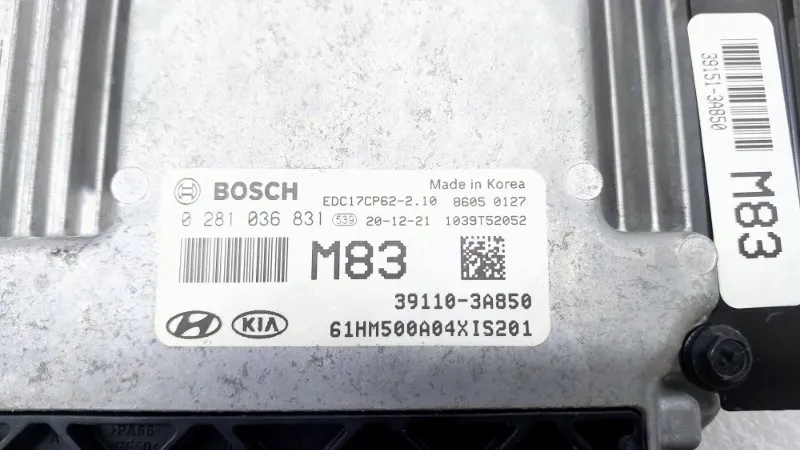 BOSCH
Made in Korea
EDC17CP62-2.10 8605 0127
0 281 036 831 539 20-12-21 1039T52052
M83
39110-3A850
KIA
61HM500A04XIS201
39151-3A850
M83
>PA66-